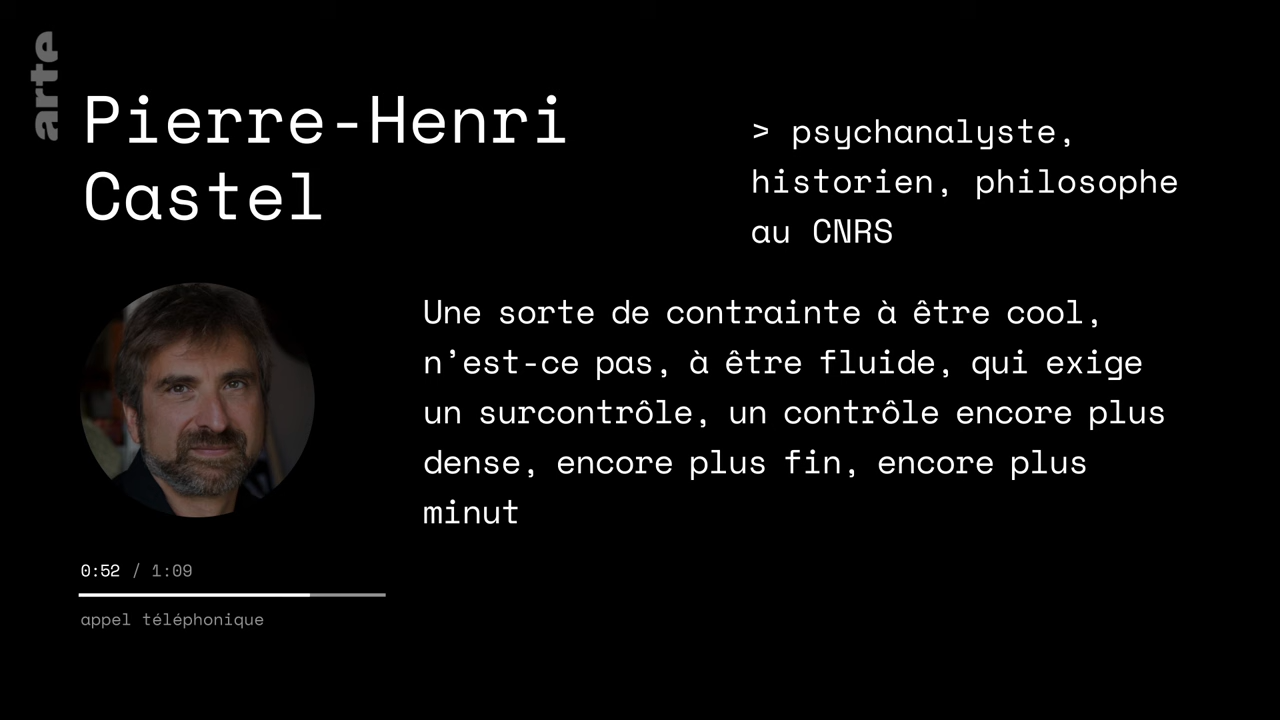 arte
Pierre-Henri
Castel
> psychanalyste,
historien, philosophe
au CNRS
Une sorte de contrainte à être cool,
n’est-ce pas, à être fluide, qui exige
un surcontrôle, un contrôle encore plus
dense, encore plus fin, encore plus
minut
0:52 / 1:09
appel téléphonique